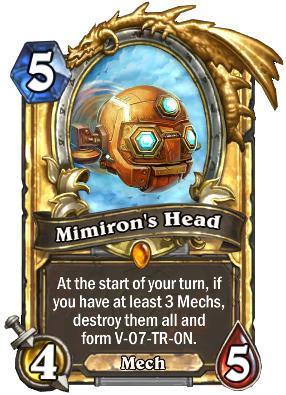 5
Mimiron's Head
At the start of your turn, if
you have at least 3 Mechs,
destroy them all and
form V-07-TR-0N.
4
Mech
5